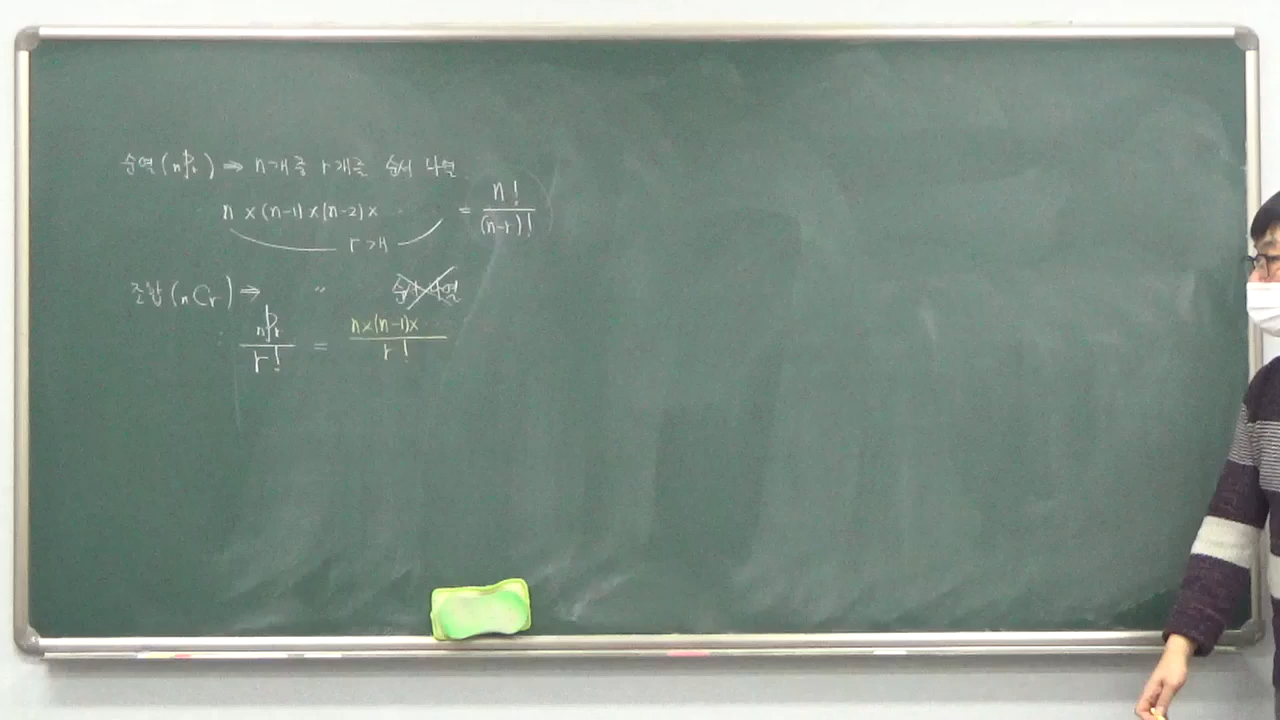 순열(nPr) ⇒ n개 중 r개를 순서 나열
n×(n-1)×(n-2)× = n!/(n-r)!
r개
조합(nCr) ⇒ 〃 순서 나열
nPr/r! = n×(n-1)×/r!